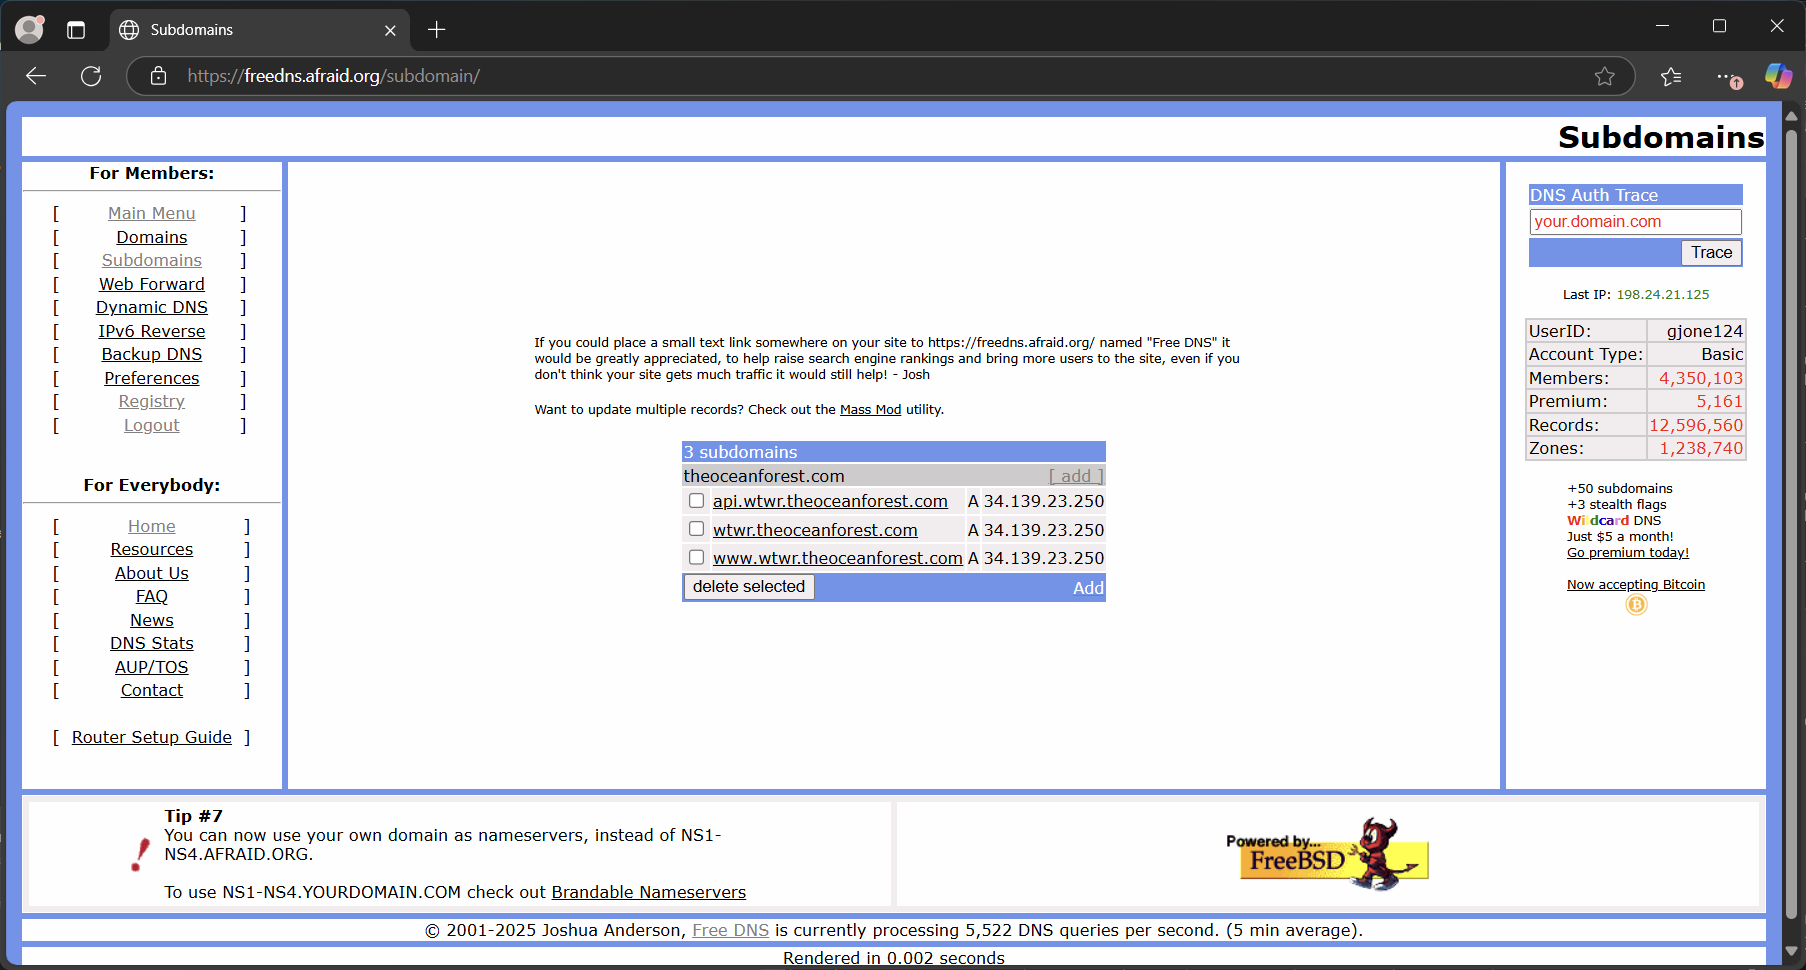 Subdomains
https://freedns.afraid.org/subdomain/
Subdomains
For Members:
[ Main Menu ]
[ Domains ]
[ Subdomains ]
[ Web Forward ]
[ Dynamic DNS ]
[ IPv6 Reverse ]
[ Backup DNS ]
[ Preferences ]
[ Registry ]
[ Logout ]
For Everybody:
[ Home ]
[ Resources ]
[ About Us ]
[ FAQ ]
[ News ]
[ DNS Stats ]
[ AUP/TOS ]
[ Contact ]
[ Router Setup Guide ]
If you could place a small text link somewhere on your site to https://freedns.afraid.org/ named "Free DNS" it
would be greatly appreciated, to help raise search engine rankings and bring more users to the site, even if you
don't think your site gets much traffic it would still help! - Josh
Want to update multiple records? Check out the Mass Mod utility.
3 subdomains
theoceanforest.com [ add ]
api.wtwr.theoceanforest.com A 34.139.23.250
wtwr.theoceanforest.com A 34.139.23.250
www.wtwr.theoceanforest.com A 34.139.23.250
delete selected Add
DNS Auth Trace
your.domain.com
Trace
Last IP: 198.24.21.125
UserID: gjone124
Account Type: Basic
Members: 4,350,103
Premium: 5,161
Records: 12,596,560
Zones: 1,238,740
+50 subdomains
+3 stealth flags
Wildcard DNS
Just $5 a month!
Go premium today!
Now accepting Bitcoin
Tip #7
You can now use your own domain as nameservers, instead of NS1-
NS4.AFRAID.ORG.
To use NS1-NS4.YOURDOMAIN.COM check out Brandable Nameservers
Powered by...
FreeBSD
© 2001-2025 Joshua Anderson, Free DNS is currently processing 5,522 DNS queries per second. (5 min average).
Rendered in 0.002 seconds